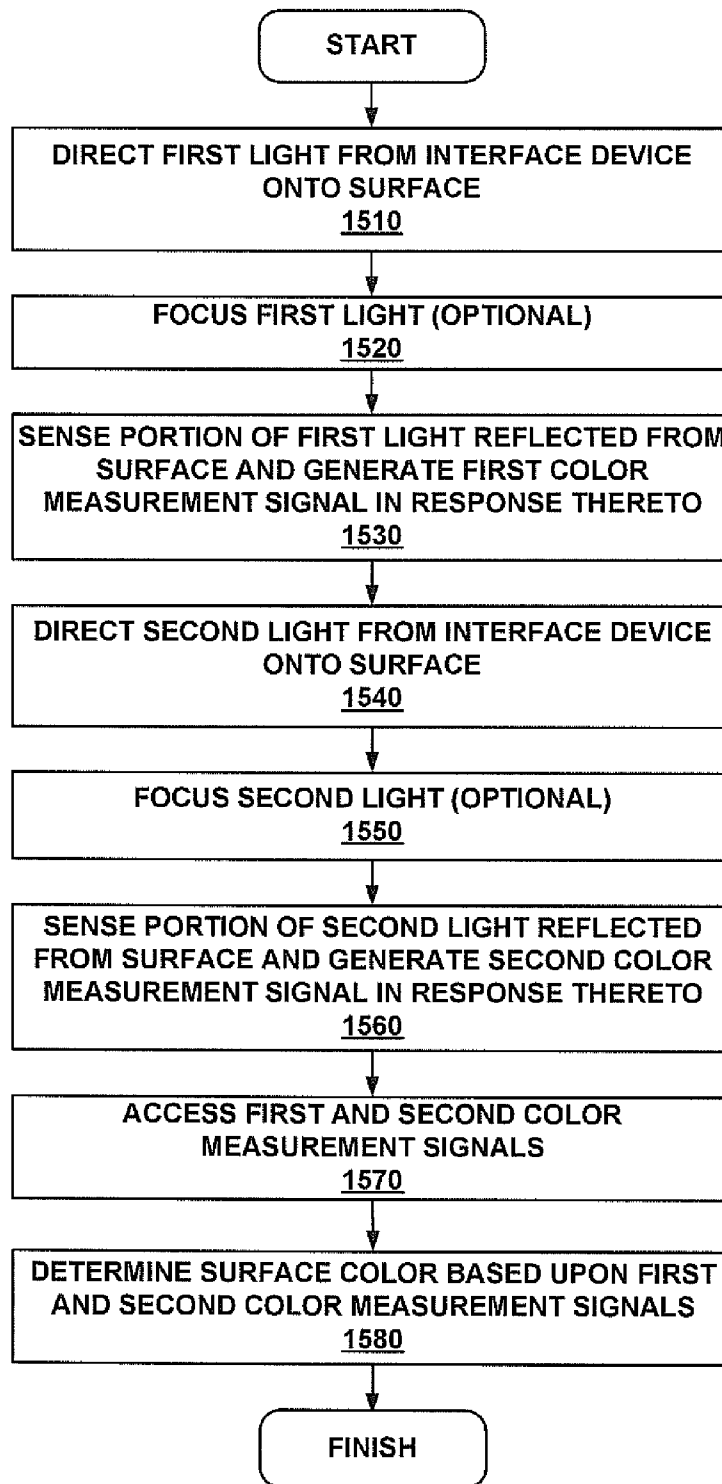 START
DIRECT FIRST LIGHT FROM INTERFACE DEVICE
ONTO SURFACE
1510
FOCUS FIRST LIGHT (OPTIONAL)
1520
SENSE PORTION OF FIRST LIGHT REFLECTED FROM
SURFACE AND GENERATE FIRST COLOR
MEASUREMENT SIGNAL IN RESPONSE THERETO
1530
DIRECT SECOND LIGHT FROM INTERFACE DEVICE
ONTO SURFACE
1540
FOCUS SECOND LIGHT (OPTIONAL)
1550
SENSE PORTION OF SECOND LIGHT REFLECTED
FROM SURFACE AND GENERATE SECOND COLOR
MEASUREMENT SIGNAL IN RESPONSE THERETO
1560
ACCESS FIRST AND SECOND COLOR
MEASUREMENT SIGNALS
1570
DETERMINE SURFACE COLOR BASED UPON FIRST
AND SECOND COLOR MEASUREMENT SIGNALS
1580
FINISH